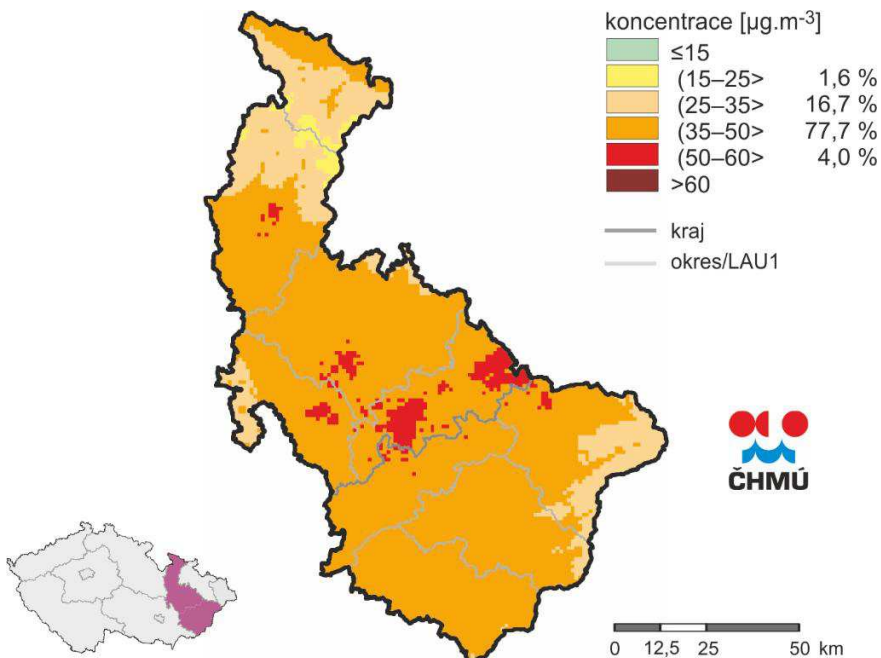 koncentrace [µg.m⁻³]
≤15
(15–25> 1,6 %
(25–35> 16,7 %
(35–50> 77,7 %
(50–60> 4,0 %
>60
kraj
okres/LAU1
ČHMÚ
0 12,5 25 50 km